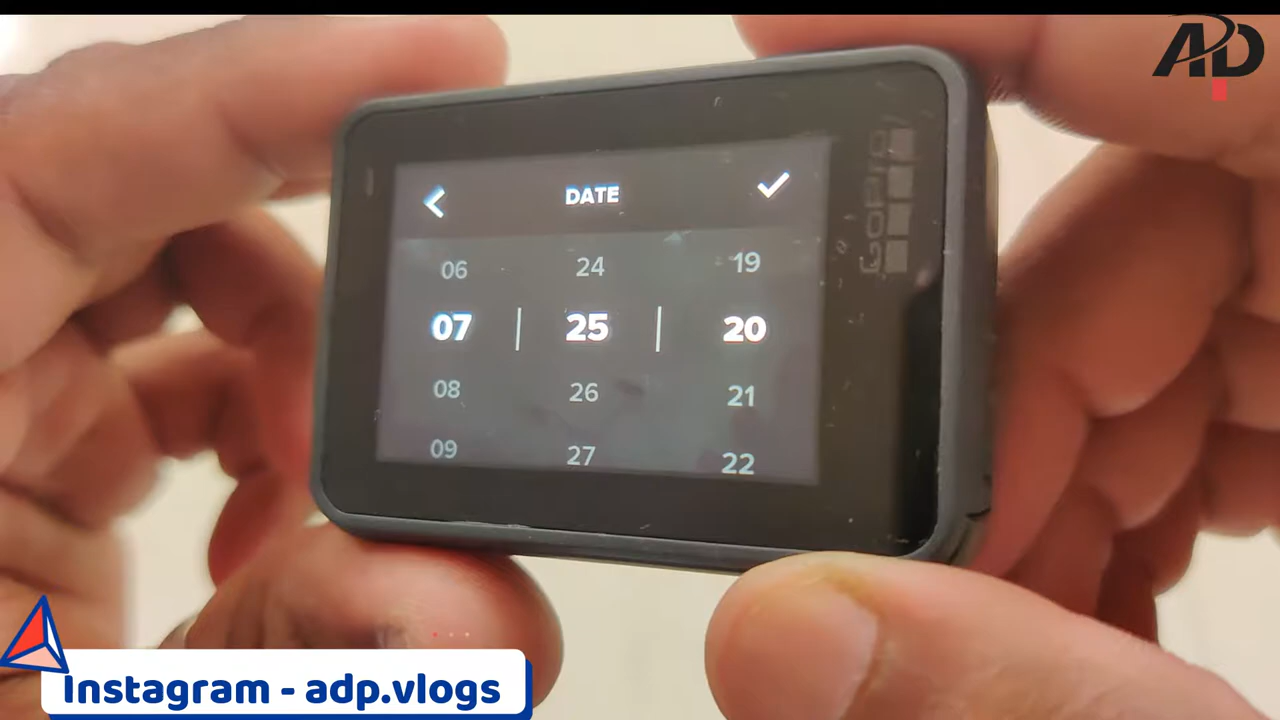 AD
DATE
GoPro
06 24 19
07 | 25 | 20
08 26 21
09 27 22
Instagram - adp.vlogs